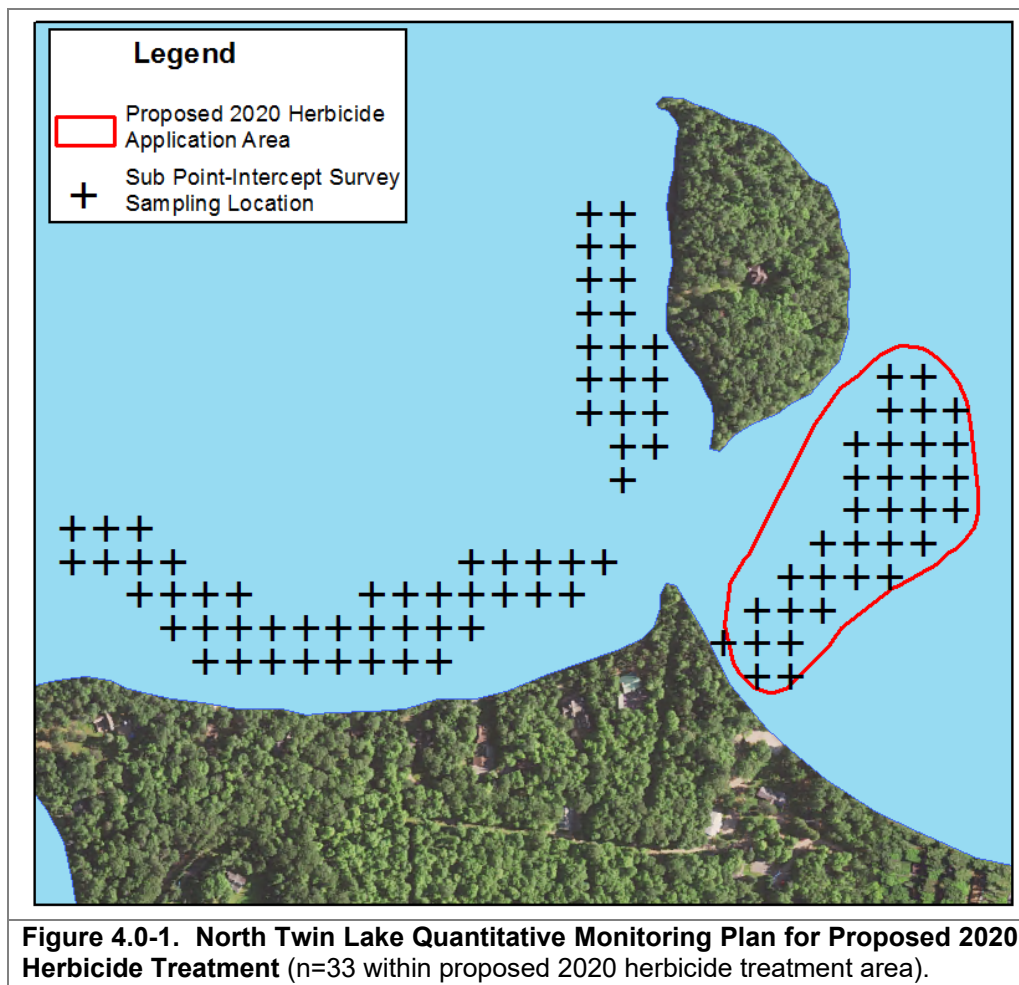 Legend
Proposed 2020 Herbicide
Application Area
Sub Point-Intercept Survey
Sampling Location
Figure 4.0-1. North Twin Lake Quantitative Monitoring Plan for Proposed 2020
Herbicide Treatment (n=33 within proposed 2020 herbicide treatment area).